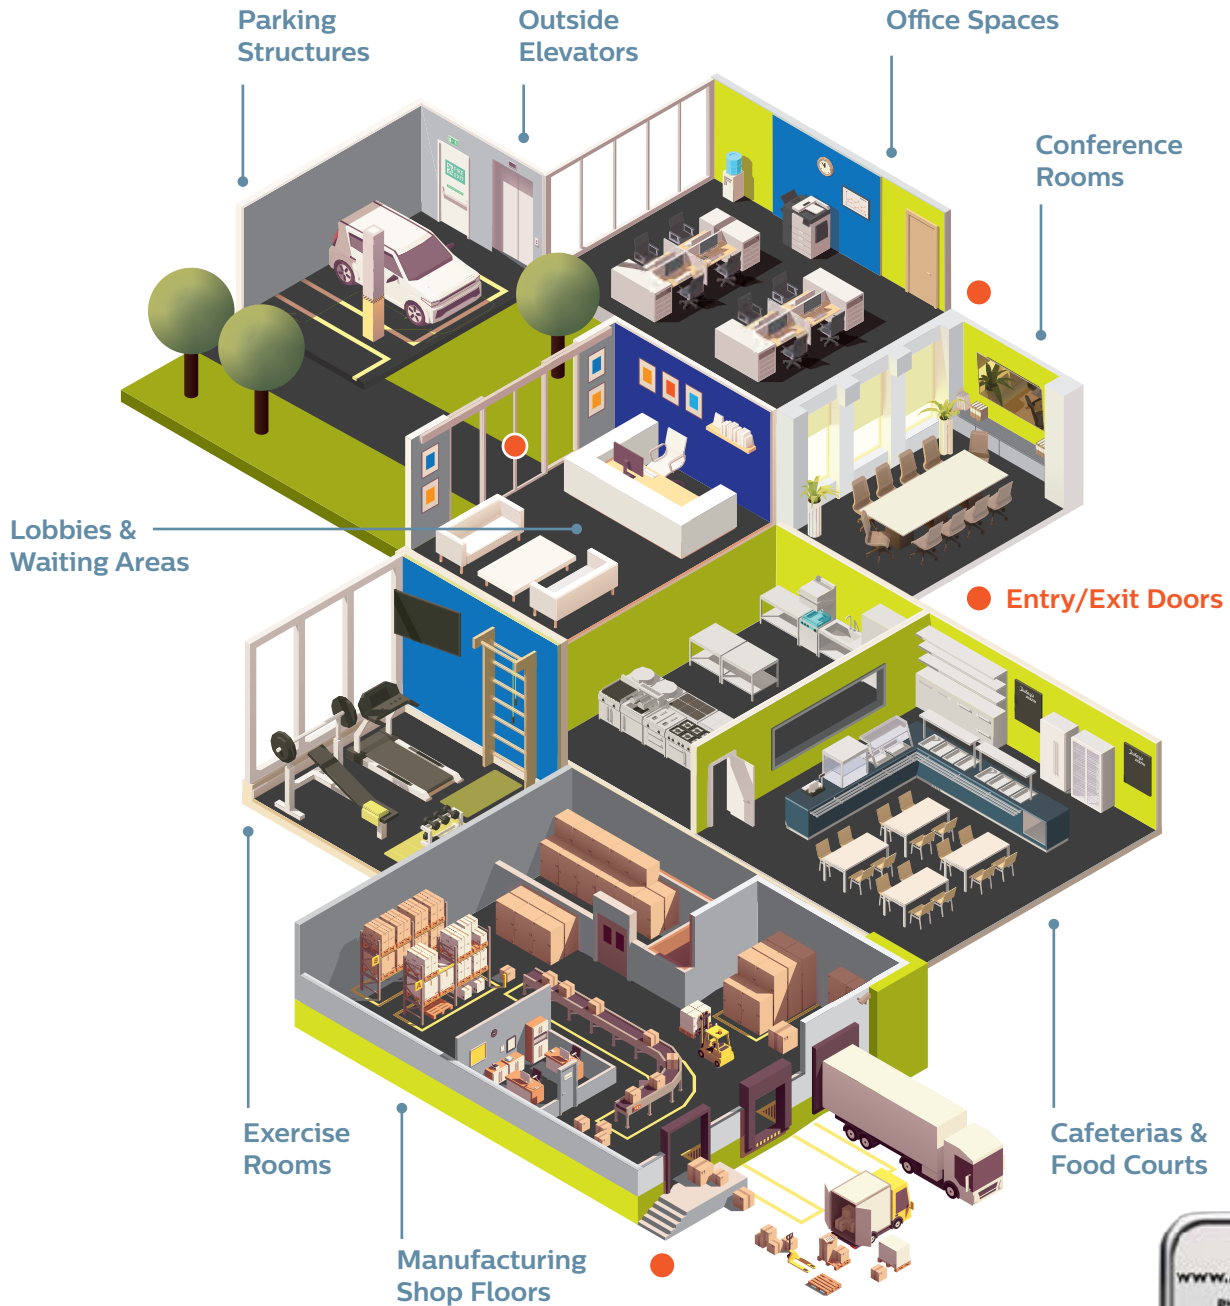 Parking
Structures
Outside
Elevators
Office Spaces
Conference
Rooms
Lobbies &
Waiting Areas
Entry/Exit Doors
Exercise
Rooms
Cafeterias &
Food Courts
Manufacturing
Shop Floors
www.